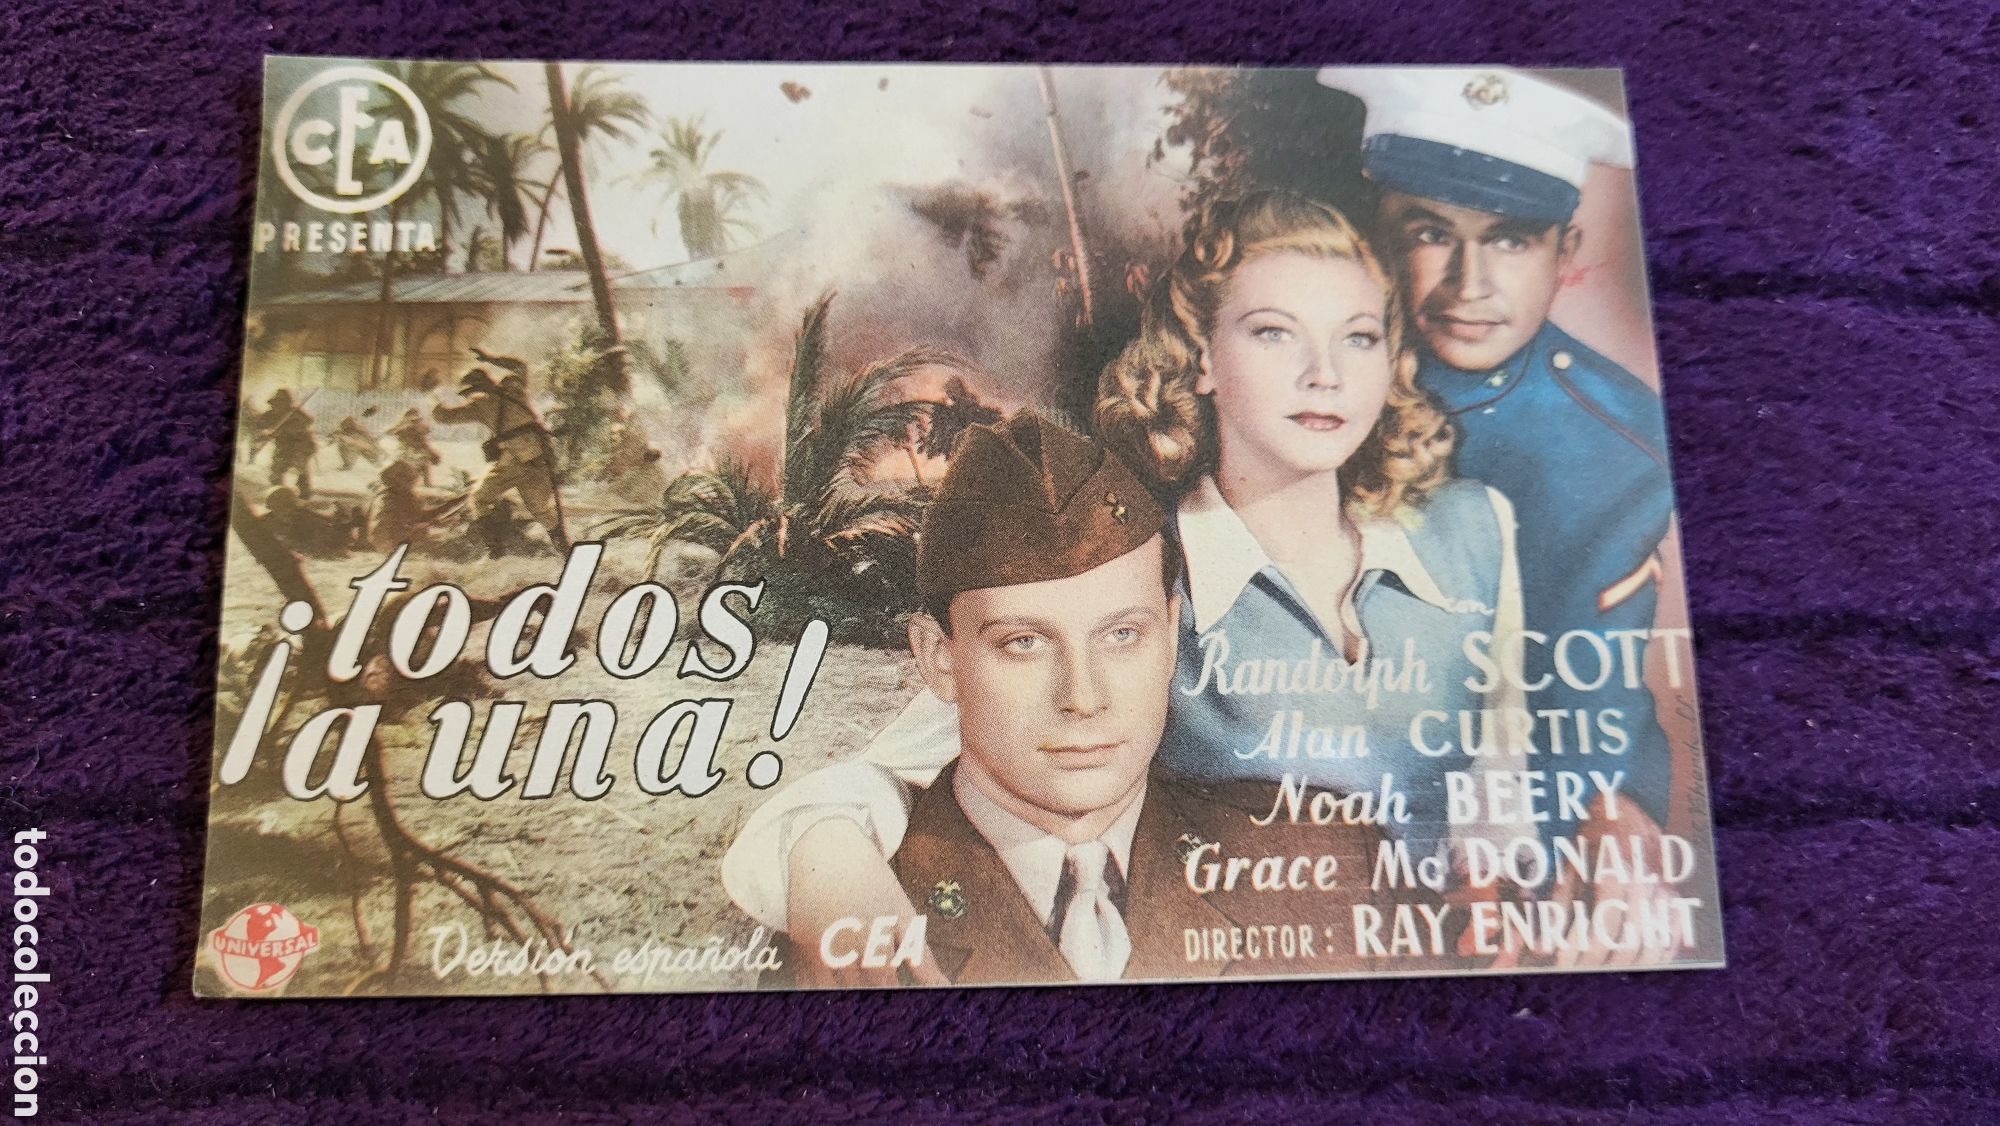 CEA
PRESENTA
¡todos
a una!
con
Randolph SCOTT
Alan CURTIS
Noah BEERY
Grace Mc DONALD
DIRECTOR: RAY ENRIGHT
UNIVERSAL
Versión española CEA
todocoleccion